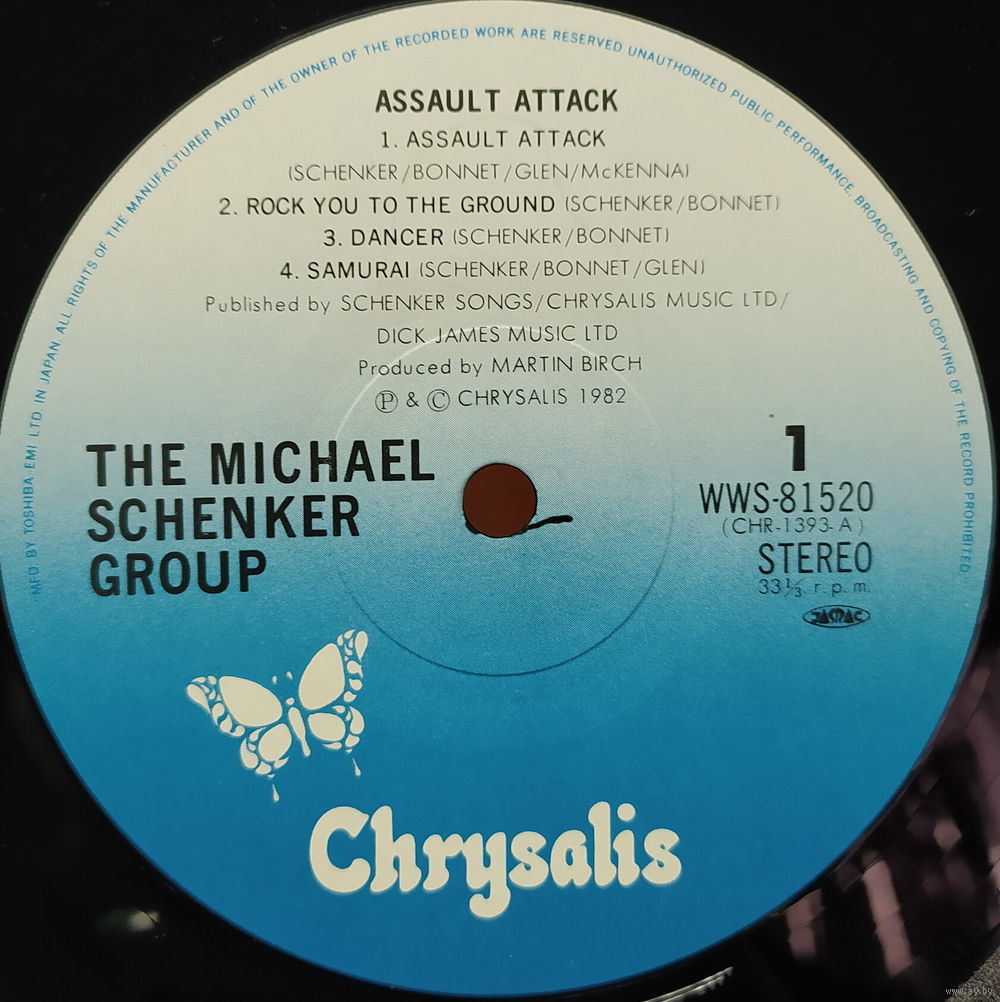 MFD. BY TOSHIBA-EMI LTD IN JAPAN ALL RIGHTS OF THE MANUFACTURER AND OF THE OWNER OF THE RECORDED WORK ARE RESERVED UNAUTHORIZED PUBLIC PERFORMANCE, BROADCASTING AND COPYING OF THE RECORD PROHIBITED.
ASSAULT ATTACK
1. ASSAULT ATTACK
(SCHENKER/BONNET/GLEN/McKENNA)
2. ROCK YOU TO THE GROUND (SCHENKER/BONNET)
3. DANCER (SCHENKER/BONNET)
4. SAMURAI (SCHENKER/BONNET/GLEN)
Published by SCHENKER SONGS/CHRYSALIS MUSIC LTD/
DICK JAMES MUSIC LTD
Produced by MARTIN BIRCH
Ⓟ & Ⓒ CHRYSALIS 1982
THE MICHAEL
SCHENKER
GROUP
1
WWS-81520
(CHR-1393-A)
STEREO
33⅓ r.p.m.
JASRAC
Chrysalis
www.ay.by